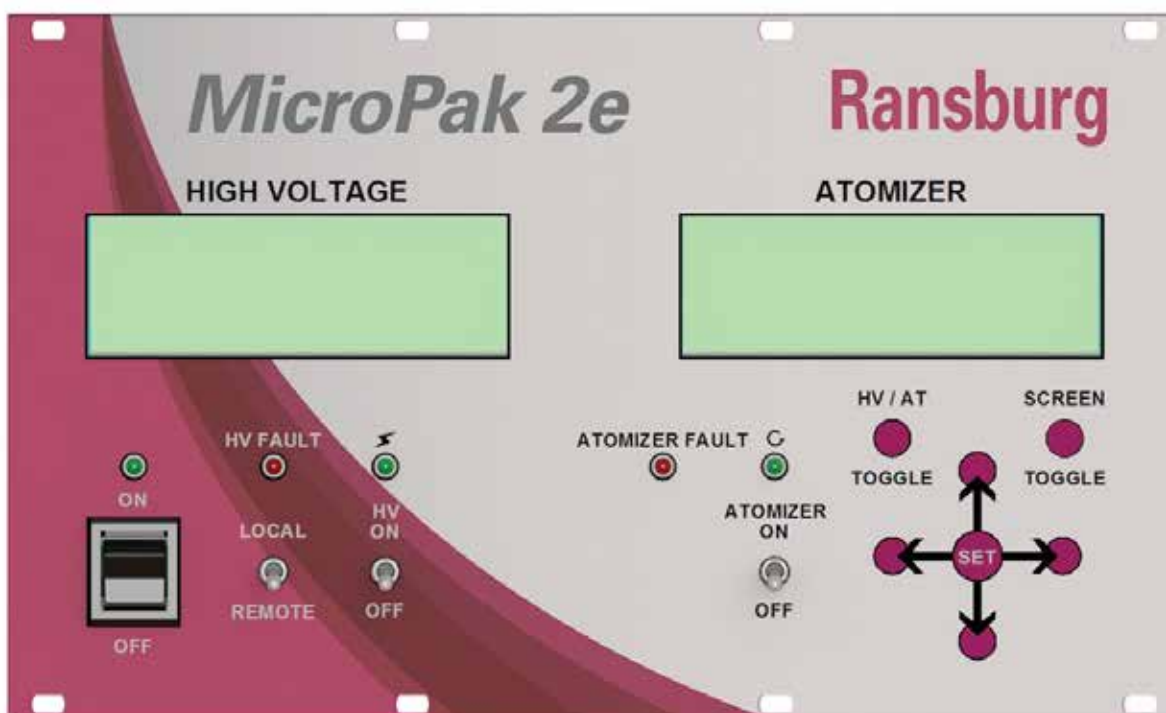 MicroPak 2e
Ransburg
HIGH VOLTAGE
ATOMIZER
HV / AT
TOGGLE
SCREEN
TOGGLE
ON
OFF
HV FAULT
LOCAL
REMOTE
HV
ON
OFF
ATOMIZER FAULT
ATOMIZER
ON
OFF
SET